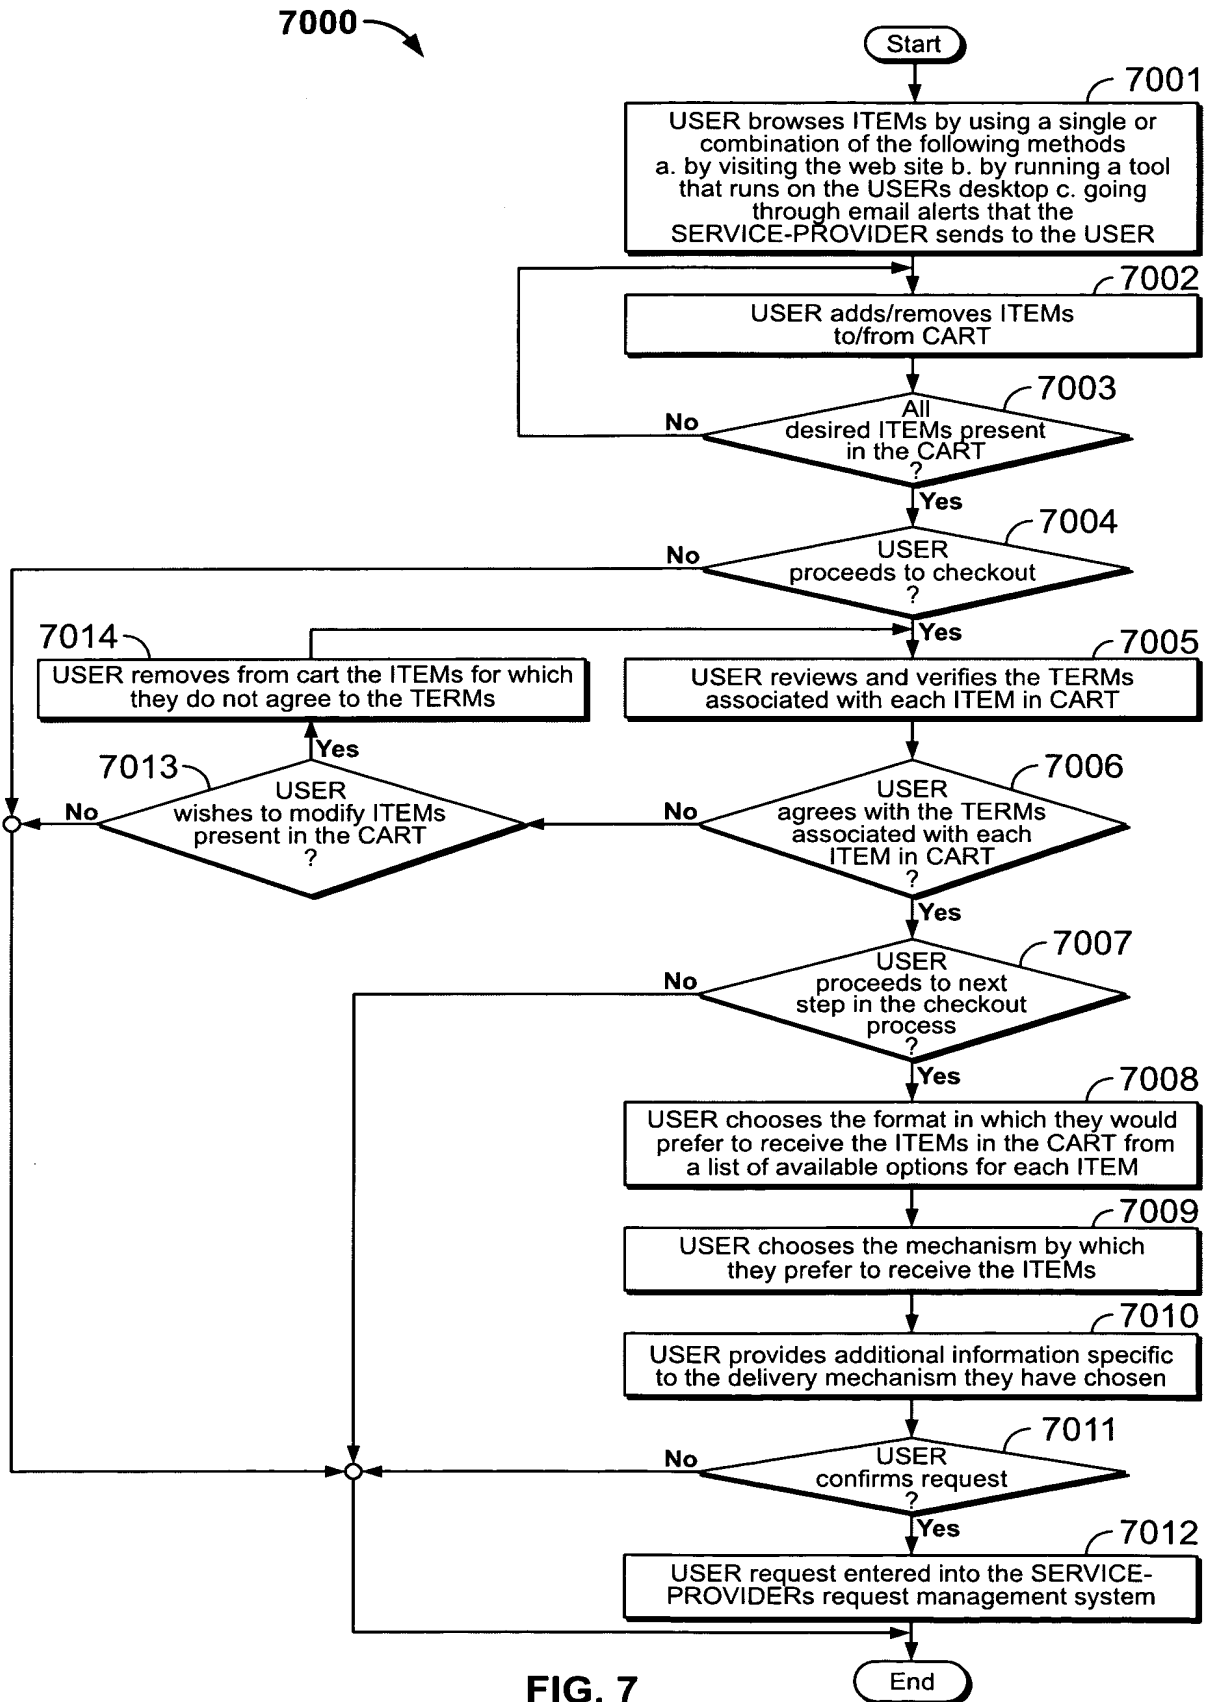 7000
Start
7001
USER browses ITEMs by using a single or
combination of the following methods
a. by visiting the web site b. by running a tool
that runs on the USERs desktop c. going
through email alerts that the
SERVICE-PROVIDER sends to the USER
7002
USER adds/removes ITEMs
to/from CART
7003
All
desired ITEMs present
in the CART
?
No
Yes
7004
USER
proceeds to checkout
?
No
Yes
7014
USER removes from cart the ITEMs for which
they do not agree to the TERMs
7005
USER reviews and verifies the TERMs
associated with each ITEM in CART
Yes
7013
USER
wishes to modify ITEMs
present in the CART
?
No
7006
USER
agrees with the TERMs
associated with each
ITEM in CART
?
No
Yes
7007
USER
proceeds to next
step in the checkout
process
?
No
Yes
7008
USER chooses the format in which they would
prefer to receive the ITEMs in the CART from
a list of available options for each ITEM
7009
USER chooses the mechanism by which
they prefer to receive the ITEMs
7010
USER provides additional information specific
to the delivery mechanism they have chosen
7011
USER
confirms request
?
No
Yes
7012
USER request entered into the SERVICE-
PROVIDERs request management system
End
FIG. 7